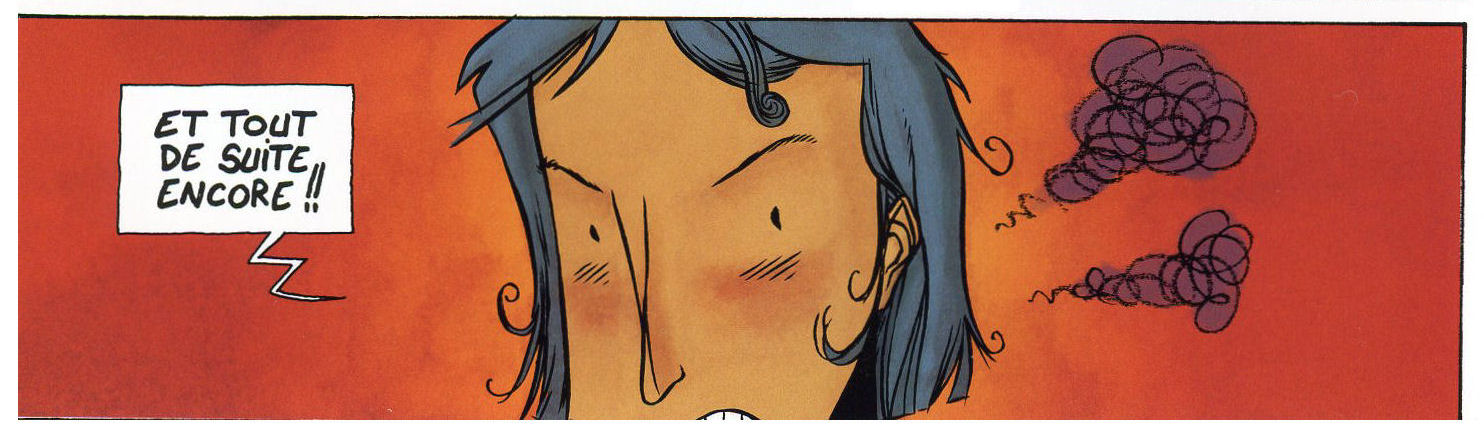 ET TOUT
DE SUITE
ENCORE !!